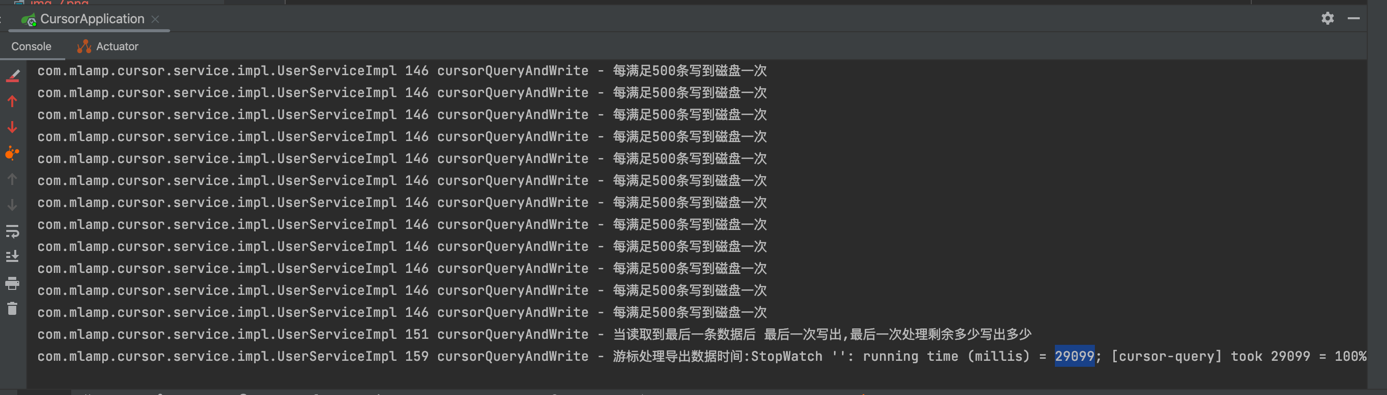 CursorApplication
Console Actuator
com.mlamp.cursor.service.impl.UserServiceImpl 146 cursorQueryAndWrite - 每满足500条写到磁盘一次
com.mlamp.cursor.service.impl.UserServiceImpl 146 cursorQueryAndWrite - 每满足500条写到磁盘一次
com.mlamp.cursor.service.impl.UserServiceImpl 146 cursorQueryAndWrite - 每满足500条写到磁盘一次
com.mlamp.cursor.service.impl.UserServiceImpl 146 cursorQueryAndWrite - 每满足500条写到磁盘一次
com.mlamp.cursor.service.impl.UserServiceImpl 146 cursorQueryAndWrite - 每满足500条写到磁盘一次
com.mlamp.cursor.service.impl.UserServiceImpl 146 cursorQueryAndWrite - 每满足500条写到磁盘一次
com.mlamp.cursor.service.impl.UserServiceImpl 146 cursorQueryAndWrite - 每满足500条写到磁盘一次
com.mlamp.cursor.service.impl.UserServiceImpl 146 cursorQueryAndWrite - 每满足500条写到磁盘一次
com.mlamp.cursor.service.impl.UserServiceImpl 146 cursorQueryAndWrite - 每满足500条写到磁盘一次
com.mlamp.cursor.service.impl.UserServiceImpl 146 cursorQueryAndWrite - 每满足500条写到磁盘一次
com.mlamp.cursor.service.impl.UserServiceImpl 146 cursorQueryAndWrite - 每满足500条写到磁盘一次
com.mlamp.cursor.service.impl.UserServiceImpl 146 cursorQueryAndWrite - 每满足500条写到磁盘一次
com.mlamp.cursor.service.impl.UserServiceImpl 151 cursorQueryAndWrite - 当读取到最后一条数据后 最后一次写出,最后一次处理剩余多少写出多少
com.mlamp.cursor.service.impl.UserServiceImpl 159 cursorQueryAndWrite - 游标处理导出数据时间:StopWatch '': running time (millis) = 29099; [cursor-query] took 29099 = 100%